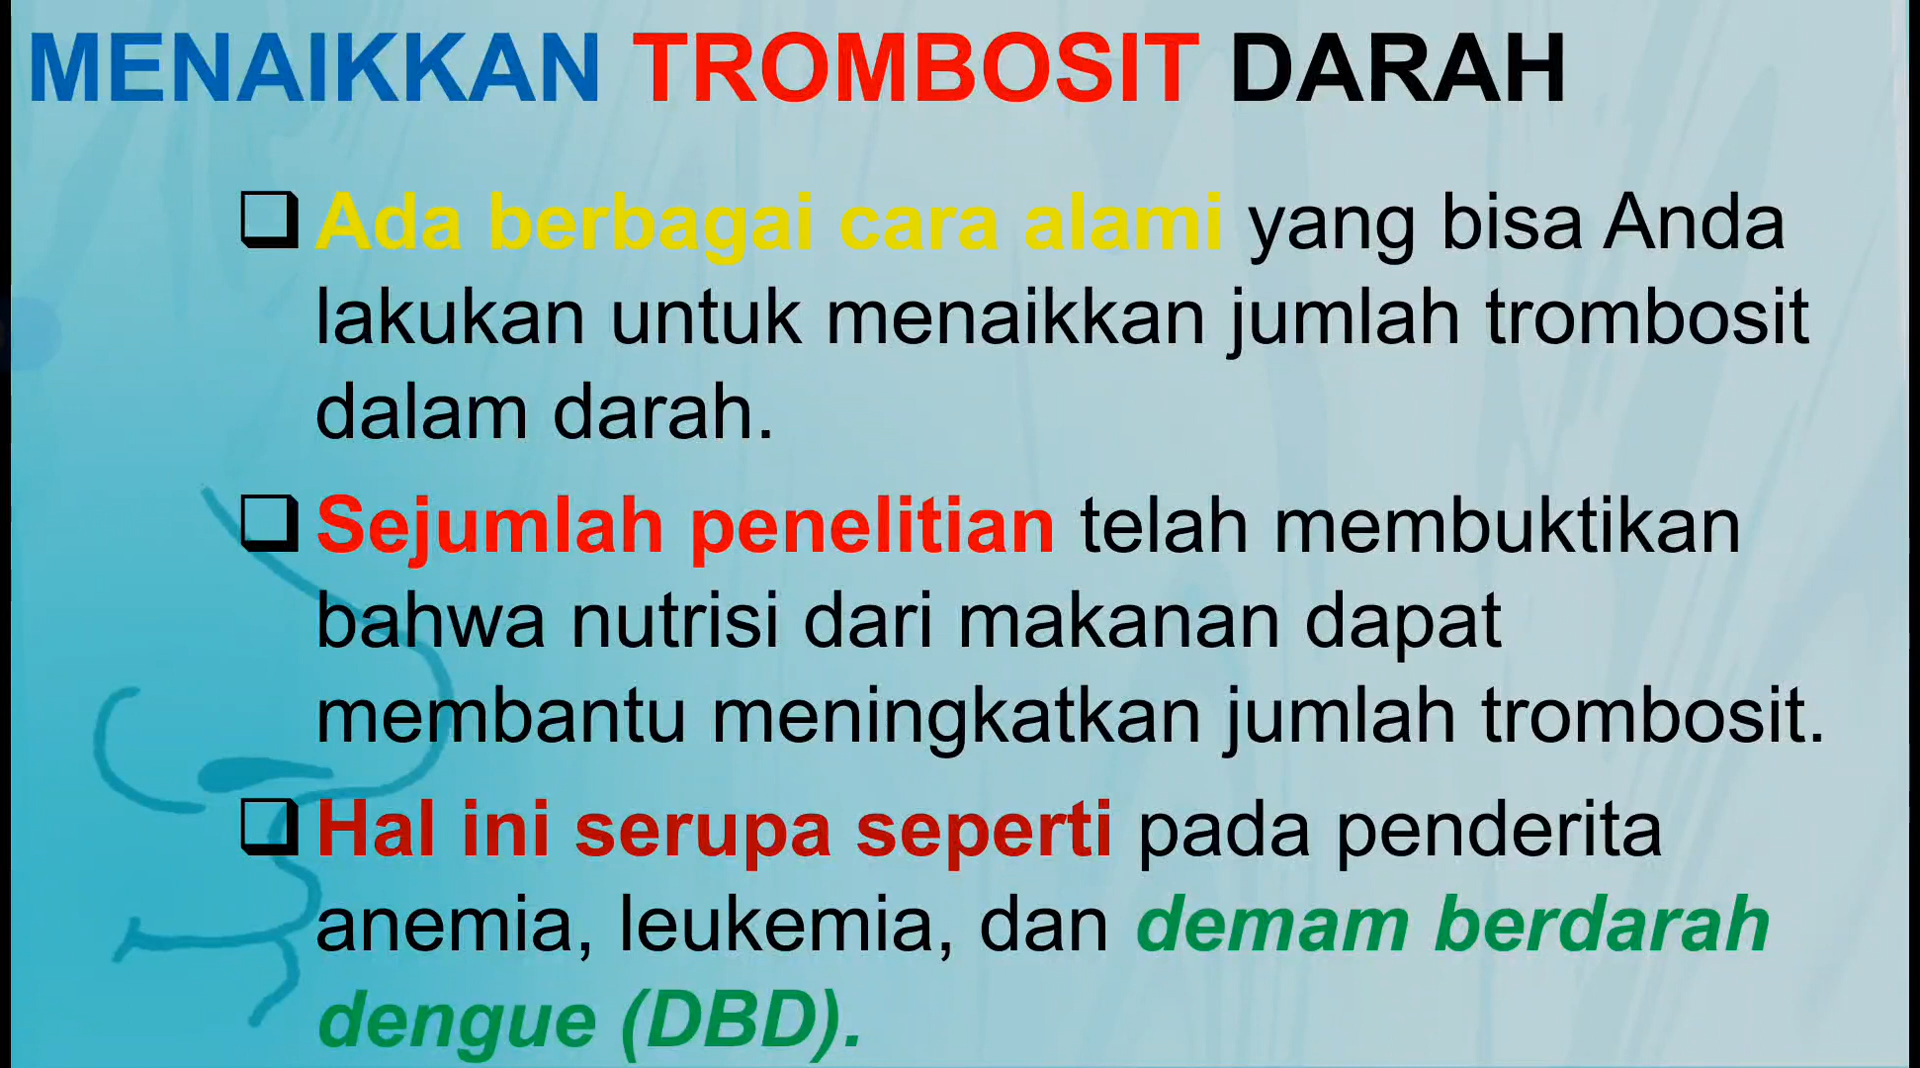 MENAIKKAN TROMBOSIT DARAH
Ada berbagai cara alami yang bisa Anda
lakukan untuk menaikkan jumlah trombosit
dalam darah.
Sejumlah penelitian telah membuktikan
bahwa nutrisi dari makanan dapat
membantu meningkatkan jumlah trombosit.
Hal ini serupa seperti pada penderita
anemia, leukemia, dan demam berdarah
dengue (DBD).